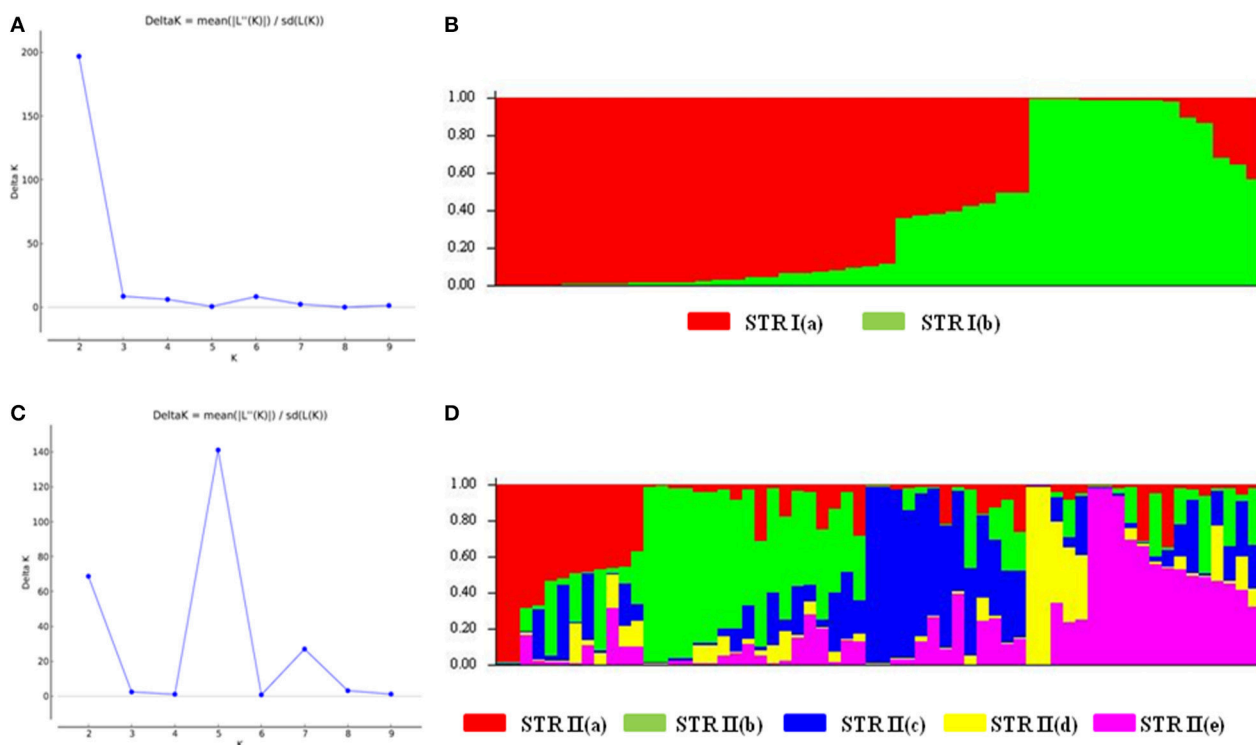 A
DeltaK = mean(|L''(K)|) / sd(L(K))
200
150
100
50
0
Delta K
2 3 4 5 6 7 8 9
K
B
1.00
0.80
0.60
0.40
0.20
0.00
STR I(a) STR I(b)
C
DeltaK = mean(|L''(K)|) / sd(L(K))
140
120
100
80
60
40
20
0
Delta K
2 3 4 5 6 7 8 9
K
D
1.00
0.80
0.60
0.40
0.20
0.00
STR II(a) STR II(b) STR II(c) STR II(d) STR II(e)